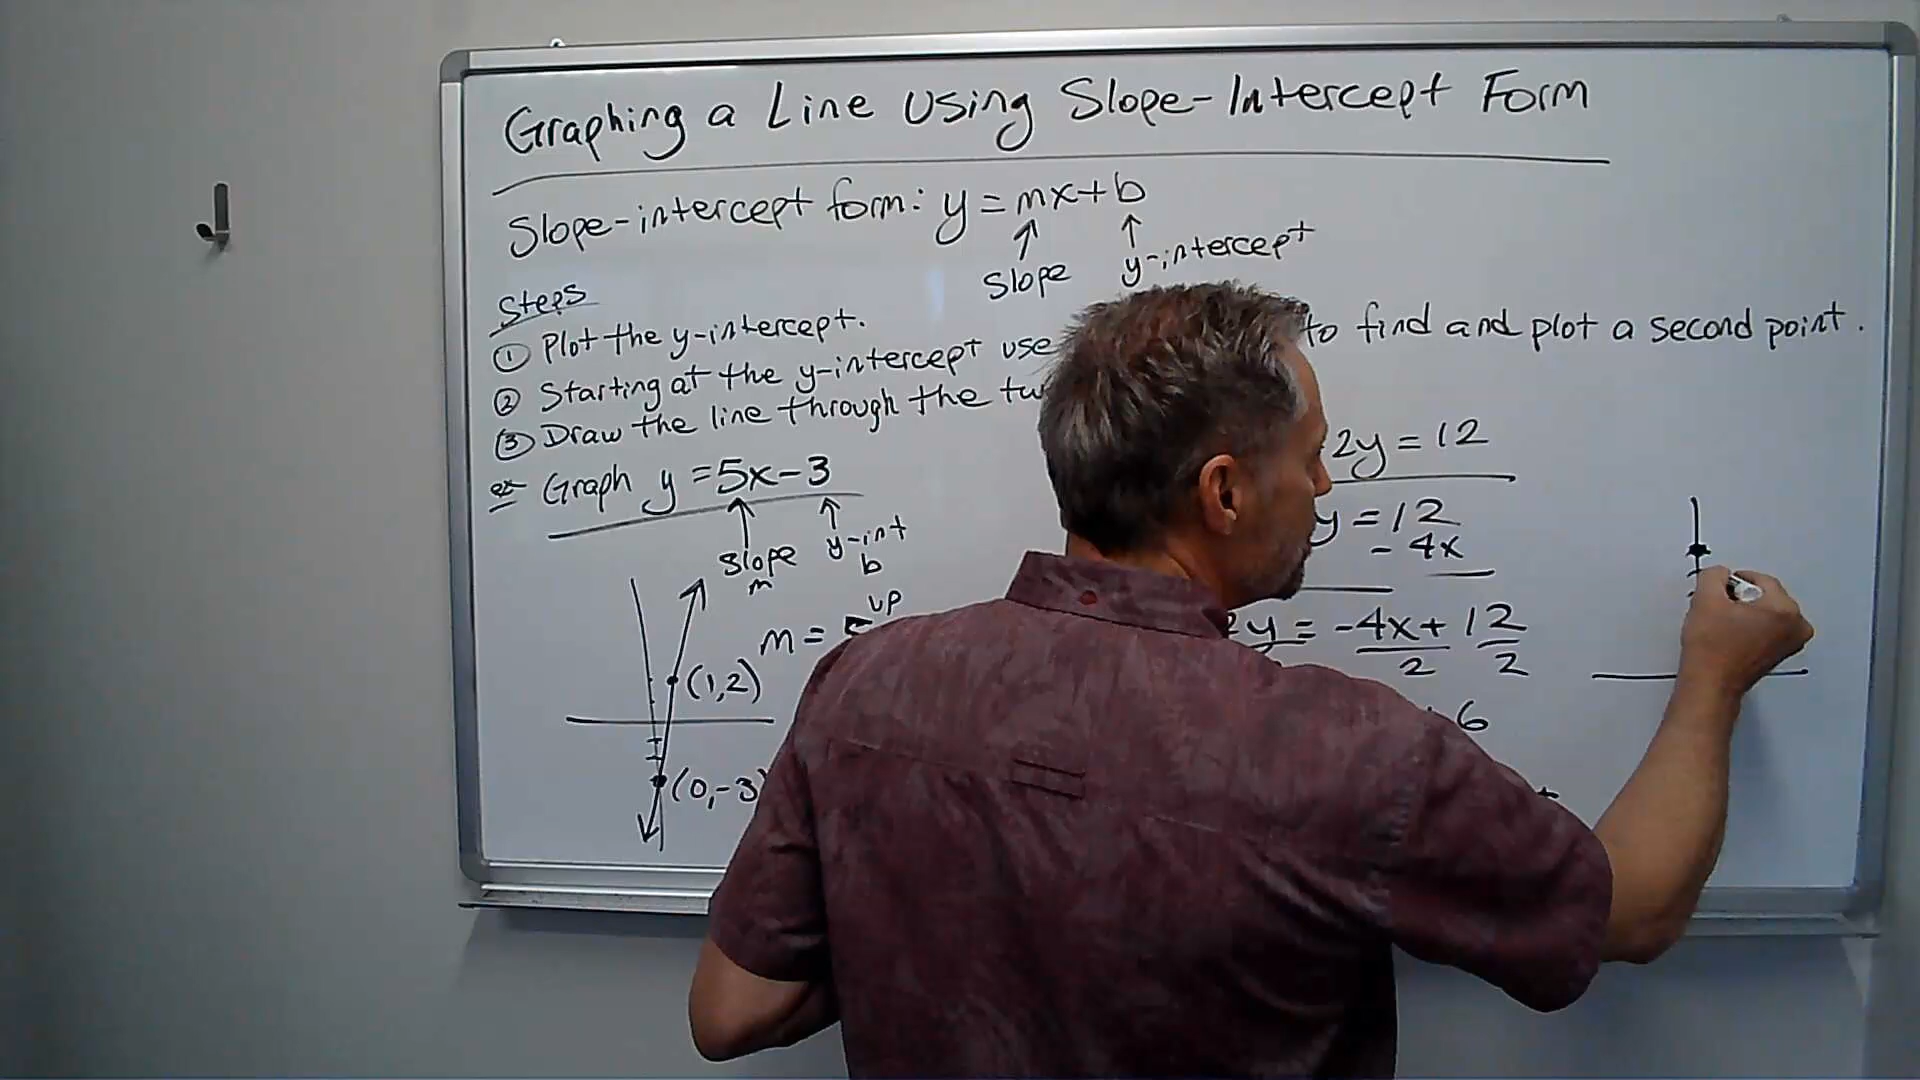 Graphing a Line Using Slope-Intercept Form
Slope-intercept form: y = mx+b
↑ ↑
Slope y-intercept
Steps
① Plot the y-intercept.
② Starting at the y-intercept use to find and plot a second point.
③ Draw the line through the
ex Graph y = 5x-3
↑ ↑
Slope y-int
m b
up
m = 5
(1,2)
(0,-3)
2y = 12
y = 12
- 4x
2y = -4x + 12
2 2
6